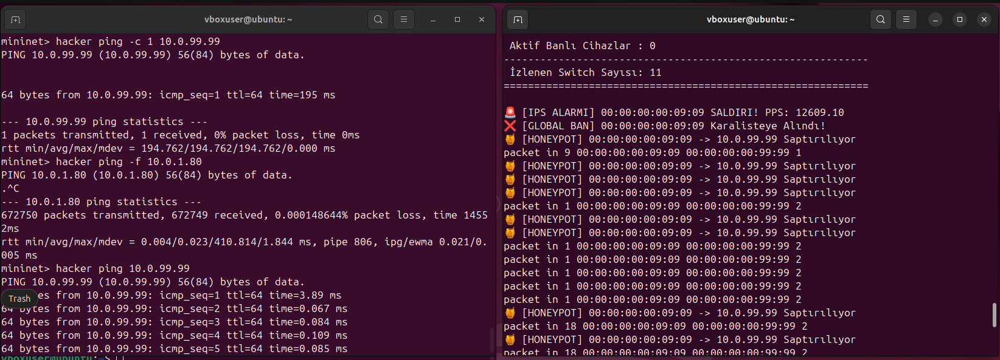 vboxuser@ubuntu: ~
mininet> hacker ping -c 1 10.0.99.99
PING 10.0.99.99 (10.0.99.99) 56(84) bytes of data.
64 bytes from 10.0.99.99: icmp_seq=1 ttl=64 time=195 ms
--- 10.0.99.99 ping statistics ---
1 packets transmitted, 1 received, 0% packet loss, time 0ms
rtt min/avg/max/mdev = 194.762/194.762/194.762/0.000 ms
mininet> hacker ping -f 10.0.1.80
PING 10.0.1.80 (10.0.1.80) 56(84) bytes of data.
.^C
--- 10.0.1.80 ping statistics ---
672750 packets transmitted, 672749 received, 0.000148644% packet loss, time 1455
2ms
rtt min/avg/max/mdev = 0.004/0.023/410.814/1.844 ms, pipe 806, ipg/ewma 0.021/0.
005 ms
mininet> hacker ping 10.0.99.99
PING 10.0.99.99 (10.0.99.99) 56(84) bytes of data.
Trash
es from 10.0.99.99: icmp_seq=1 ttl=64 time=3.89 ms
64 bytes from 10.0.99.99: icmp_seq=2 ttl=64 time=0.067 ms
64 bytes from 10.0.99.99: icmp_seq=3 ttl=64 time=0.084 ms
64 bytes from 10.0.99.99: icmp_seq=4 ttl=64 time=0.109 ms
64 bytes from 10.0.99.99: icmp_seq=5 ttl=64 time=0.085 ms
vboxuser@ubuntu:~$
vboxuser@ubuntu: ~
Aktif Banlı Cihazlar : 0
------------------------------------------------------------
İzlenen Switch Sayısı: 11
============================================================
🚨 [IPS ALARMI] 00:00:00:00:09:09 SALDIRI! PPS: 12609.10
❌ [GLOBAL BAN] 00:00:00:00:09:09 Karalisteye Alındı!
🍯 [HONEYPOT] 00:00:00:00:09:09 -> 10.0.99.99 Saptırılıyor
packet in 9 00:00:00:00:09:09 00:00:00:00:99:99 1
🍯 [HONEYPOT] 00:00:00:00:09:09 -> 10.0.99.99 Saptırılıyor
🍯 [HONEYPOT] 00:00:00:00:09:09 -> 10.0.99.99 Saptırılıyor
🍯 [HONEYPOT] 00:00:00:00:09:09 -> 10.0.99.99 Saptırılıyor
packet in 1 00:00:00:00:09:09 00:00:00:00:99:99 2
🍯 [HONEYPOT] 00:00:00:00:09:09 -> 10.0.99.99 Saptırılıyor
🍯 [HONEYPOT] 00:00:00:00:09:09 -> 10.0.99.99 Saptırılıyor
packet in 1 00:00:00:00:09:09 00:00:00:00:99:99 2
packet in 1 00:00:00:00:09:09 00:00:00:00:99:99 2
packet in 1 00:00:00:00:09:09 00:00:00:00:99:99 2
packet in 1 00:00:00:00:09:09 00:00:00:00:99:99 2
packet in 1 00:00:00:00:09:09 00:00:00:00:99:99 2
🍯 [HONEYPOT] 00:00:00:00:09:09 -> 10.0.99.99 Saptırılıyor
packet in 18 00:00:00:00:09:09 00:00:00:00:99:99 2
🍯 [HONEYPOT] 00:00:00:00:09:09 -> 10.0.99.99 Saptırılıyor
packet in 18 00:00:00:00:09:09 00:00:00:00:99:99 2